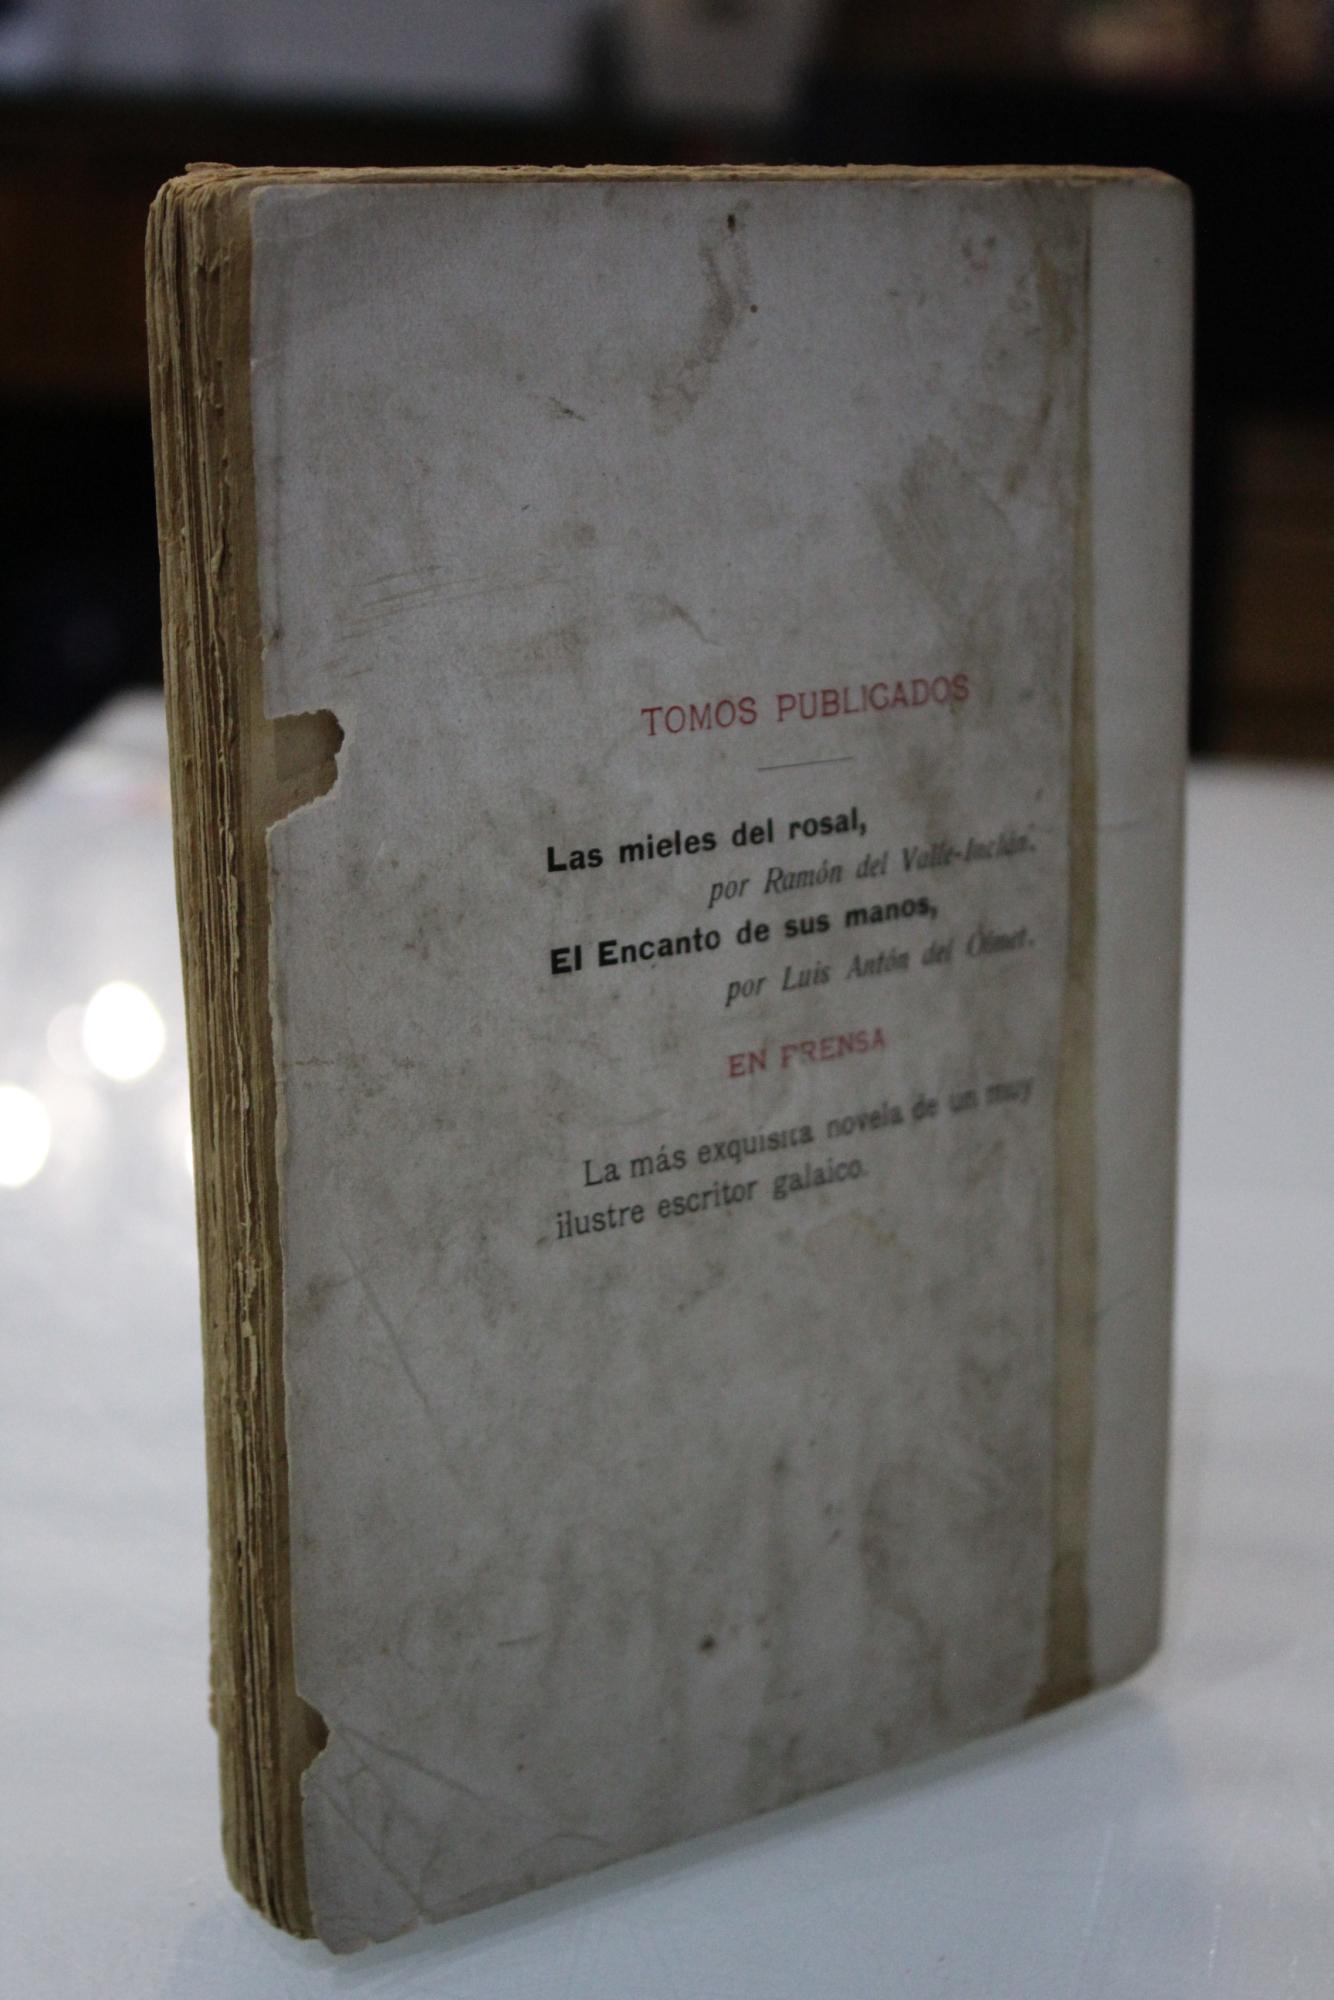 TOMOS PUBLICADOS
Las mieles del rosal,
por Ramón del Valle-Inclán.
El Encanto de sus manos,
por Luis Antón del Olmet.
EN PRENSA
La más exquisita novela de un muy
ilustre escritor galaico.